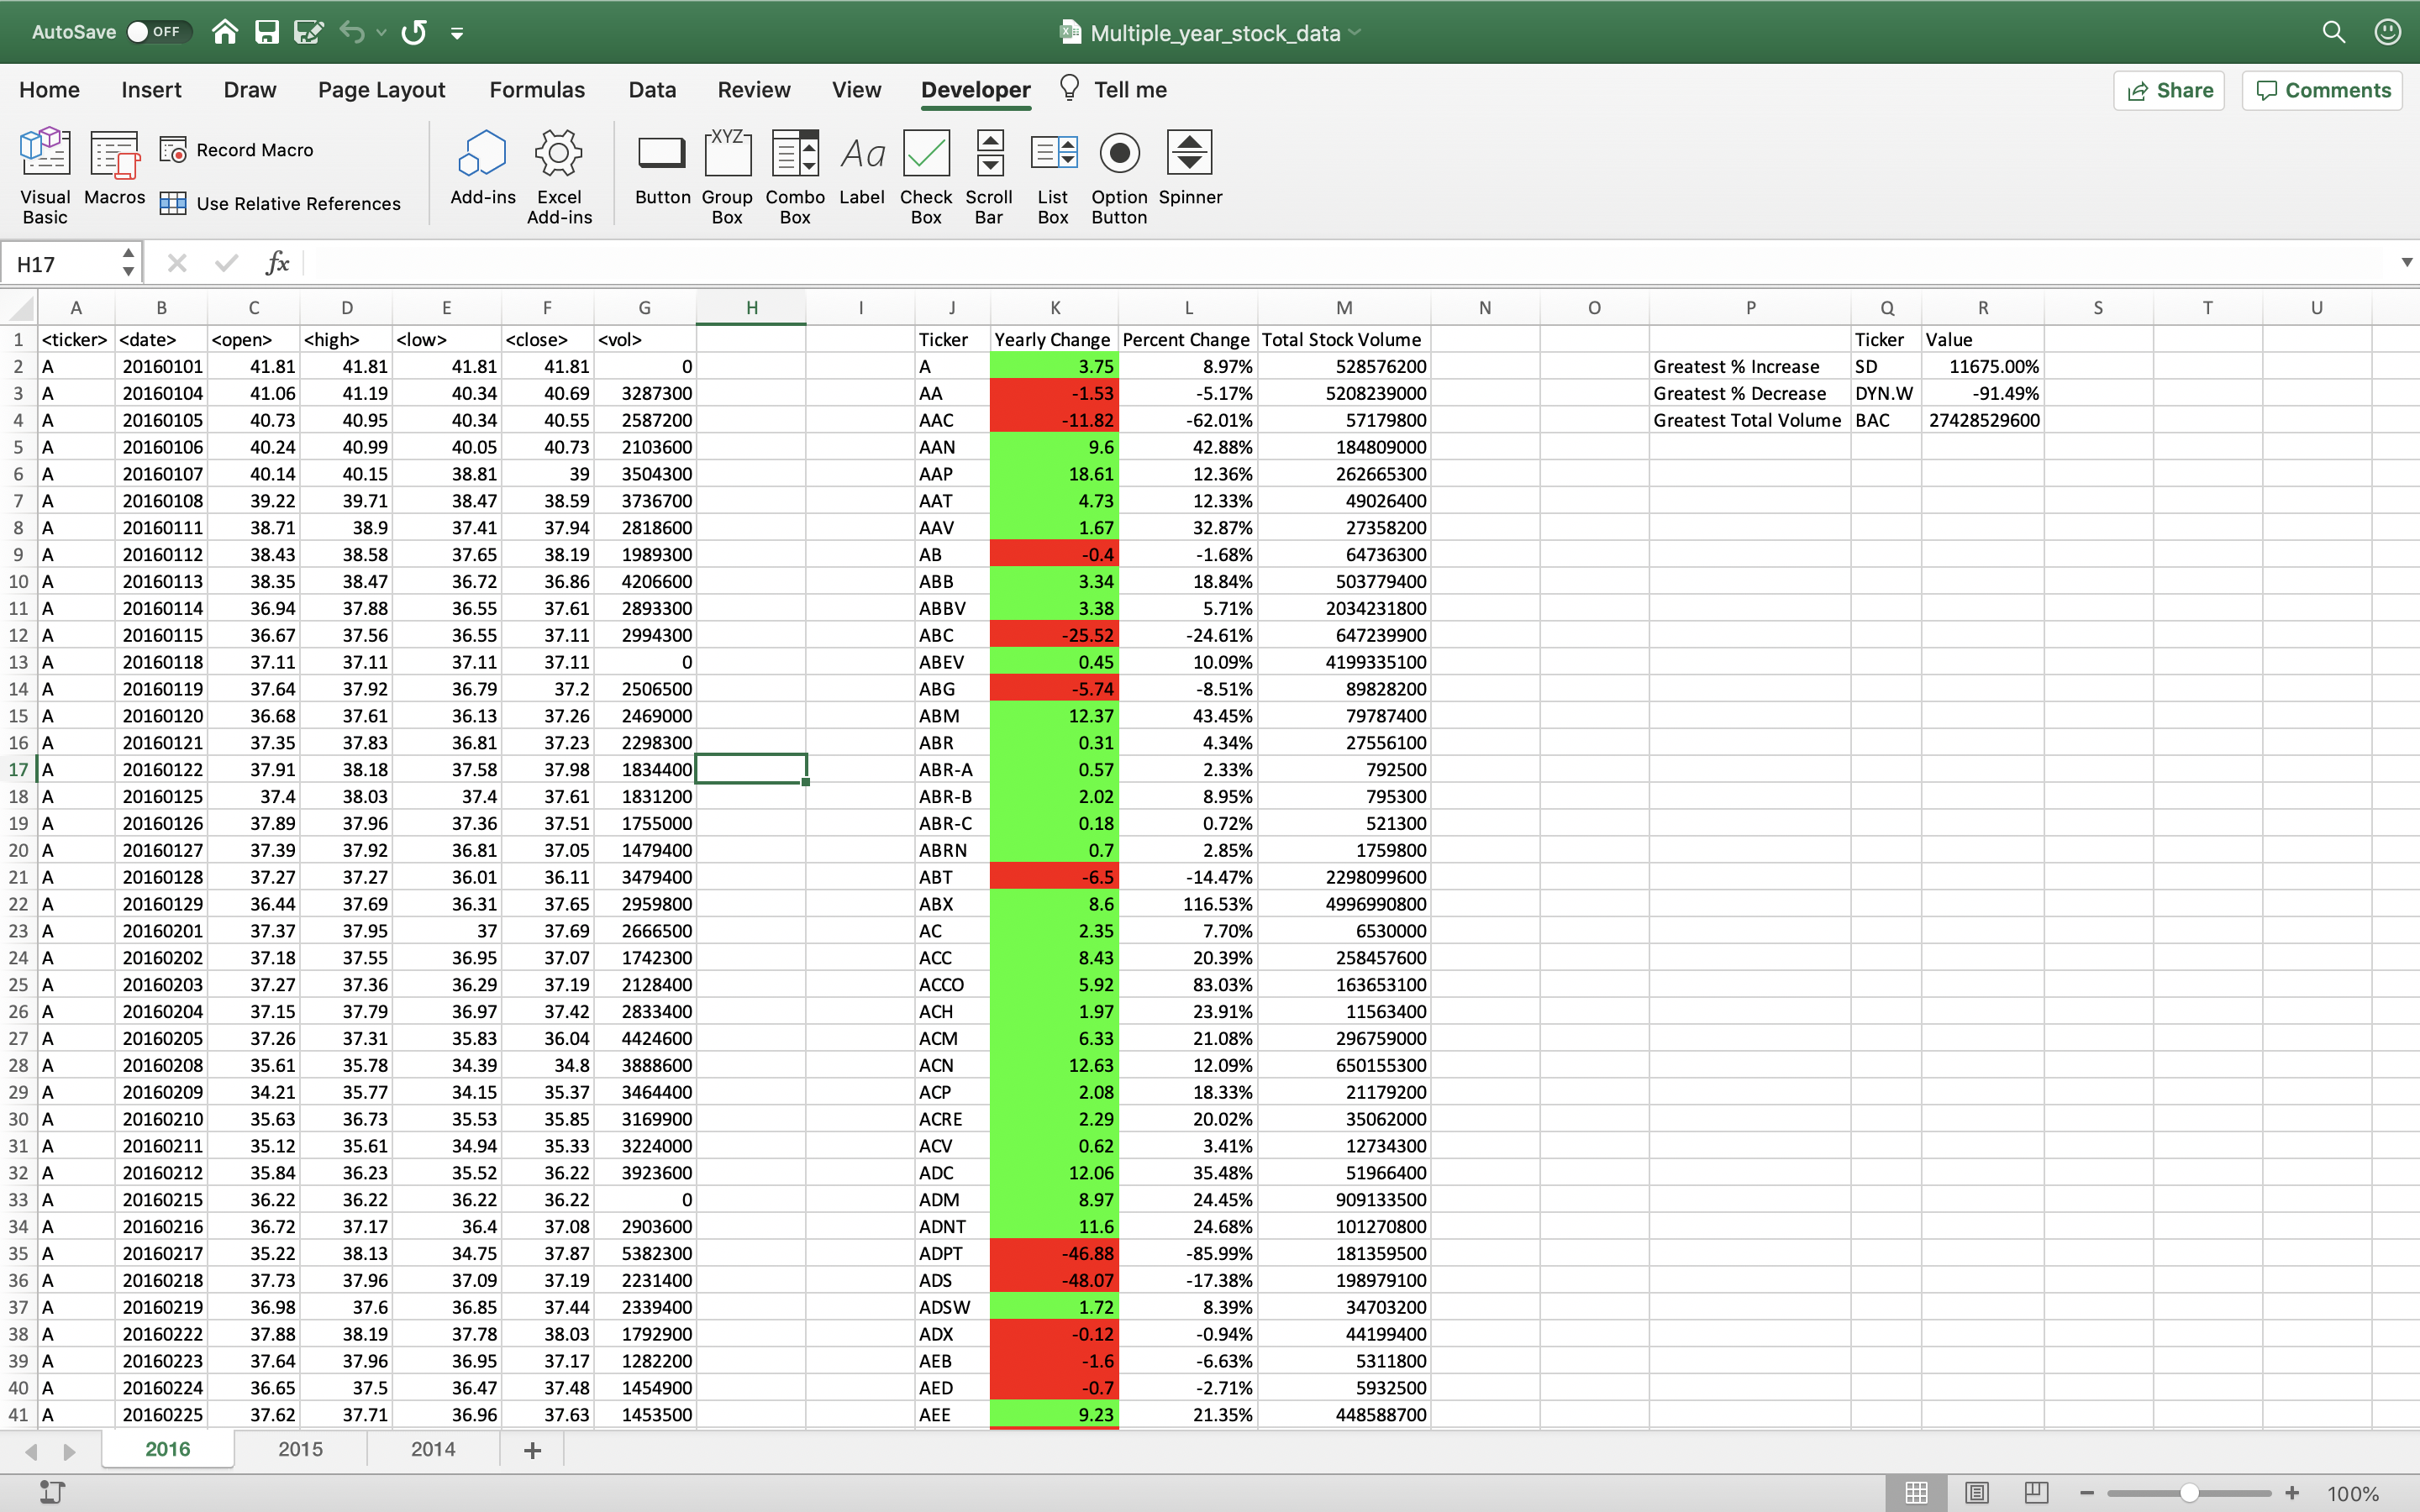 AutoSave OFF Multiple_year_stock_data
Home Insert Draw Page Layout Formulas Data Review View Developer Tell me Share Comments
Visual Basic Macros Record Macro Use Relative References Add-ins Excel Add-ins Button Group Box Combo Box Label Check Box Scroll Bar List Box Option Button Spinner
XYZ Aa
H17 fx
A B C D E F G H I J K L M N O P Q R S T U
1 <ticker> <date> <open> <high> <low> <close> <vol> Ticker Yearly Change Percent Change Total Stock Volume Ticker Value
2 A 20160101 41.81 41.81 41.81 41.81 0 A 3.75 8.97% 528576200 Greatest % Increase SD 11675.00%
3 A 20160104 41.06 41.19 40.34 40.69 3287300 AA -1.53 -5.17% 5208239000 Greatest % Decrease DYN.W -91.49%
4 A 20160105 40.73 40.95 40.34 40.55 2587200 AAC -11.82 -62.01% 57179800 Greatest Total Volume BAC 27428529600
5 A 20160106 40.24 40.99 40.05 40.73 2103600 AAN 9.6 42.88% 184809000
6 A 20160107 40.14 40.15 38.81 39 3504300 AAP 18.61 12.36% 262665300
7 A 20160108 39.22 39.71 38.47 38.59 3736700 AAT 4.73 12.33% 49026400
8 A 20160111 38.71 38.9 37.41 37.94 2818600 AAV 1.67 32.87% 27358200
9 A 20160112 38.43 38.58 37.65 38.19 1989300 AB -0.4 -1.68% 64736300
10 A 20160113 38.35 38.47 36.72 36.86 4206600 ABB 3.34 18.84% 503779400
11 A 20160114 36.94 37.88 36.55 37.61 2893300 ABBV 3.38 5.71% 2034231800
12 A 20160115 36.67 37.56 36.55 37.11 2994300 ABC -25.52 -24.61% 647239900
13 A 20160118 37.11 37.11 37.11 37.11 0 ABEV 0.45 10.09% 4199335100
14 A 20160119 37.64 37.92 36.79 37.2 2506500 ABG -5.74 -8.51% 89828200
15 A 20160120 36.68 37.61 36.13 37.26 2469000 ABM 12.37 43.45% 79787400
16 A 20160121 37.35 37.83 36.81 37.23 2298300 ABR 0.31 4.34% 27556100
17 A 20160122 37.91 38.18 37.58 37.98 1834400 ABR-A 0.57 2.33% 792500
18 A 20160125 37.4 38.03 37.4 37.61 1831200 ABR-B 2.02 8.95% 795300
19 A 20160126 37.89 37.96 37.36 37.51 1755000 ABR-C 0.18 0.72% 521300
20 A 20160127 37.39 37.92 36.81 37.05 1479400 ABRN 0.7 2.85% 1759800
21 A 20160128 37.27 37.27 36.01 36.11 3479400 ABT -6.5 -14.47% 2298099600
22 A 20160129 36.44 37.69 36.31 37.65 2959800 ABX 8.6 116.53% 4996990800
23 A 20160201 37.37 37.95 37 37.69 2666500 AC 2.35 7.70% 6530000
24 A 20160202 37.18 37.55 36.95 37.07 1742300 ACC 8.43 20.39% 258457600
25 A 20160203 37.27 37.36 36.29 37.19 2128400 ACCO 5.92 83.03% 163653100
26 A 20160204 37.15 37.79 36.97 37.42 2833400 ACH 1.97 23.91% 11563400
27 A 20160205 37.26 37.31 35.83 36.04 4424600 ACM 6.33 21.08% 296759000
28 A 20160208 35.61 35.78 34.39 34.8 3888600 ACN 12.63 12.09% 650155300
29 A 20160209 34.21 35.77 34.15 35.37 3464400 ACP 2.08 18.33% 21179200
30 A 20160210 35.63 36.73 35.53 35.85 3169900 ACRE 2.29 20.02% 35062000
31 A 20160211 35.12 35.61 34.94 35.33 3224000 ACV 0.62 3.41% 12734300
32 A 20160212 35.84 36.23 35.52 36.22 3923600 ADC 12.06 35.48% 51966400
33 A 20160215 36.22 36.22 36.22 36.22 0 ADM 8.97 24.45% 909133500
34 A 20160216 36.72 37.17 36.4 37.08 2903600 ADNT 11.6 24.68% 101270800
35 A 20160217 35.22 38.13 34.75 37.87 5382300 ADPT -46.88 -85.99% 181359500
36 A 20160218 37.73 37.96 37.09 37.19 2231400 ADS -48.07 -17.38% 198979100
37 A 20160219 36.98 37.6 36.85 37.44 2339400 ADSW 1.72 8.39% 34703200
38 A 20160222 37.88 38.19 37.78 38.03 1792900 ADX -0.12 -0.94% 44199400
39 A 20160223 37.64 37.96 36.95 37.17 1282200 AEB -1.6 -6.63% 5311800
40 A 20160224 36.65 37.5 36.47 37.48 1454900 AED -0.7 -2.71% 5932500
41 A 20160225 37.62 37.71 36.96 37.63 1453500 AEE 9.23 21.35% 448588700
2016 2015 2014 +
100%